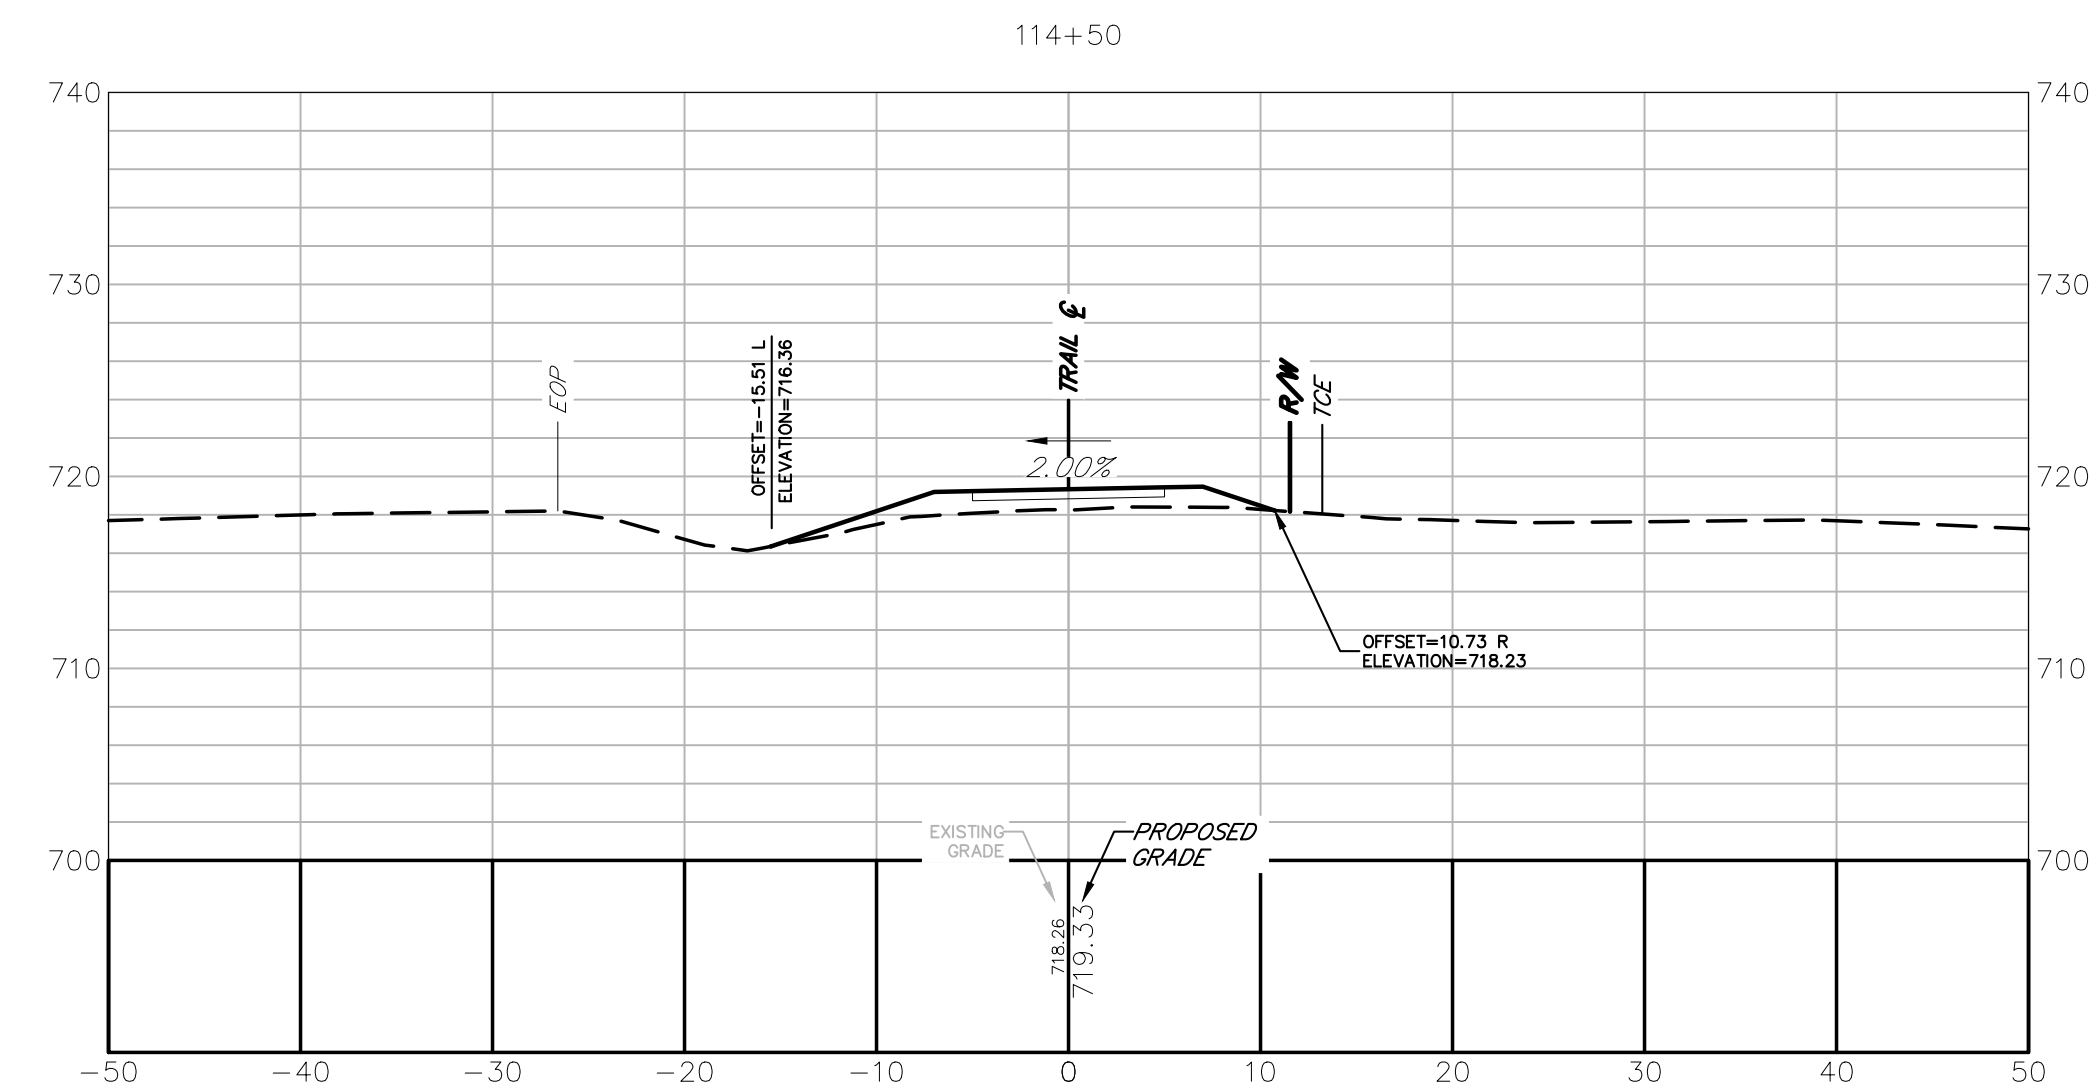 114+50
740
740
730
730
TRAIL ℄
OFFSET=-15.51 L
ELEVATION=716.36
EOP
R/W
TCE
2.00%
720
720
OFFSET=10.73 R
ELEVATION=718.23
710
710
EXISTING
GRADE
PROPOSED
GRADE
700
700
718.26
719.33
-50
-40
-30
-20
-10
0
10
20
30
40
50